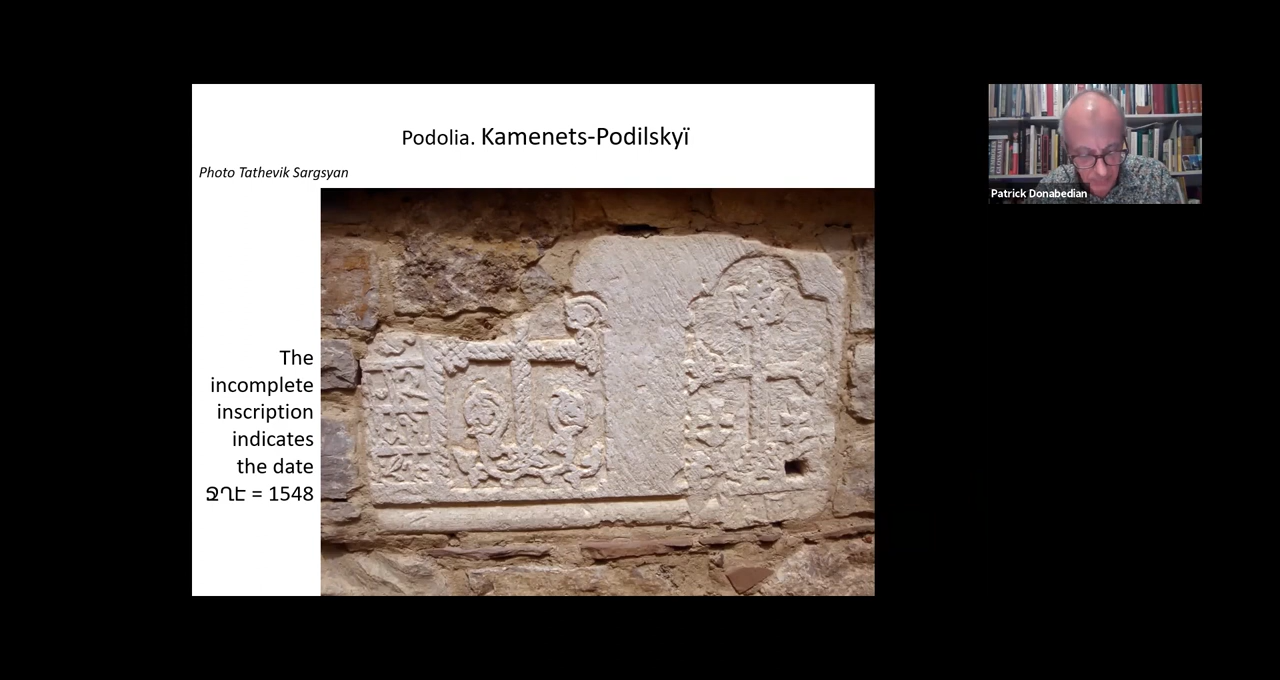 Podolia. Kamenets-Podilskyï
Photo Tathevik Sargsyan
The
incomplete
inscription
indicates
the date
ՋՂԷ = 1548
Patrick Donabedian